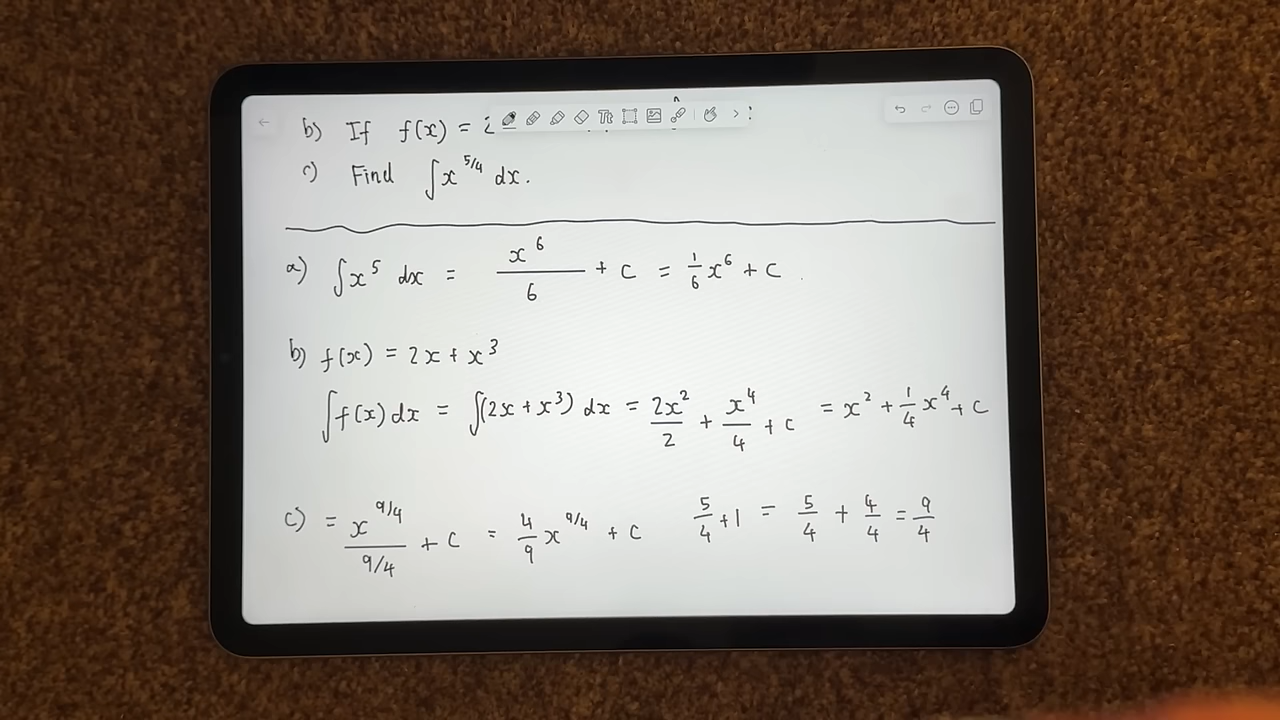 b) If f(x) =
c) Find ∫x^5/4 dx.
a) ∫x^5 dx = x^6/6 + c = 1/6 x^6 + c
b) f(x) = 2x + x^3
∫f(x) dx = ∫(2x + x^3) dx = 2x^2/2 + x^4/4 + c = x^2 + 1/4 x^4 + c
c) = x^9/4 / 9/4 + c = 4/9 x^9/4 + c 5/4 + 1 = 5/4 + 4/4 = 9/4